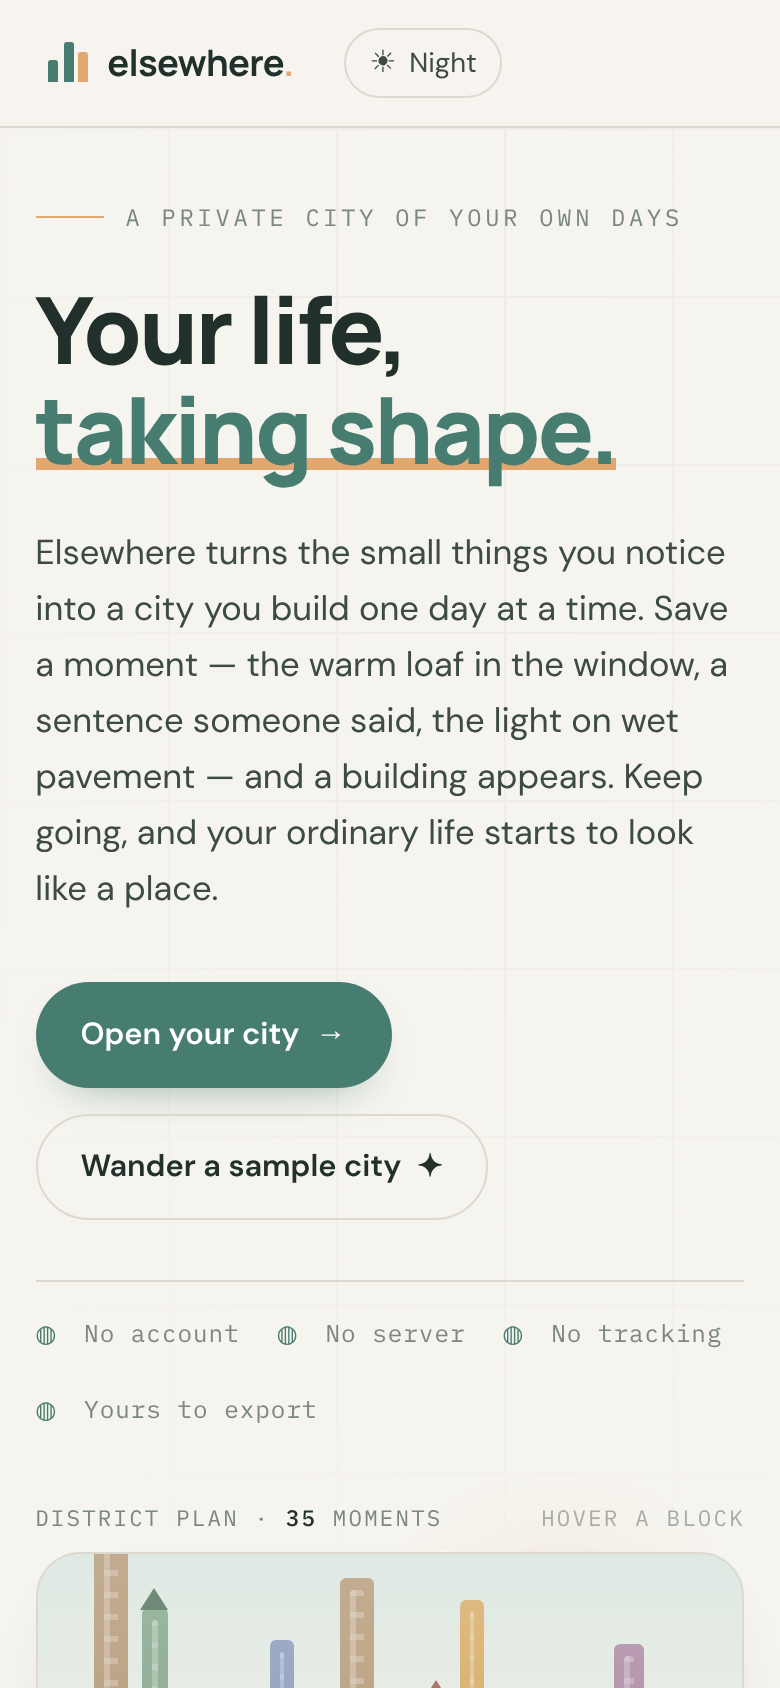 elsewhere.
☀ Night
A PRIVATE CITY OF YOUR OWN DAYS
Your life,
taking shape.
Elsewhere turns the small things you notice
into a city you build one day at a time. Save
a moment — the warm loaf in the window, a
sentence someone said, the light on wet
pavement — and a building appears. Keep
going, and your ordinary life starts to look
like a place.
Open your city →
Wander a sample city ✦
◍ No account ◍ No server ◍ No tracking
◍ Yours to export
DISTRICT PLAN · 35 MOMENTS
HOVER A BLOCK